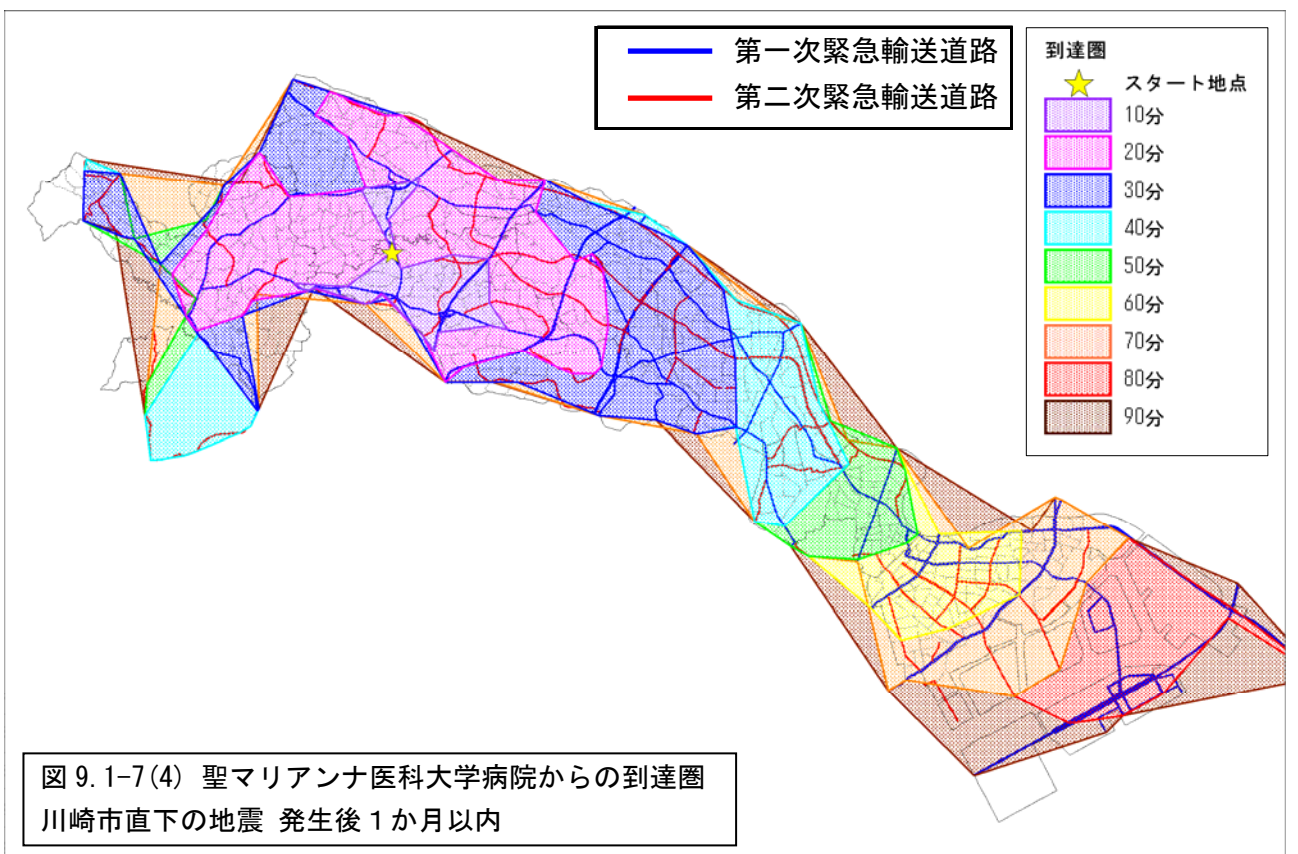 第一次緊急輸送道路
第二次緊急輸送道路
到達圏
スタート地点
10分
20分
30分
40分
50分
60分
70分
80分
90分
図 9.1-7(4) 聖マリアンナ医科大学病院からの到達圏
川崎市直下の地震 発生後１か月以内